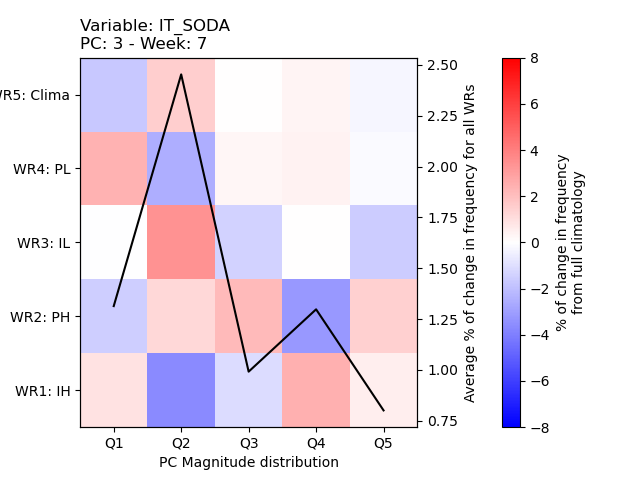 Variable: IT_SODA
PC: 3 - Week: 7
WR5: Clima
WR4: PL
WR3: IL
WR2: PH
WR1: IH
Q1 Q2 Q3 Q4 Q5
PC Magnitude distribution
2.50
2.25
2.00
1.75
1.50
1.25
1.00
0.75
Average % of change in frequency for all WRs
8
6
4
2
0
−2
−4
−6
−8
% of change in frequency
from full climatology